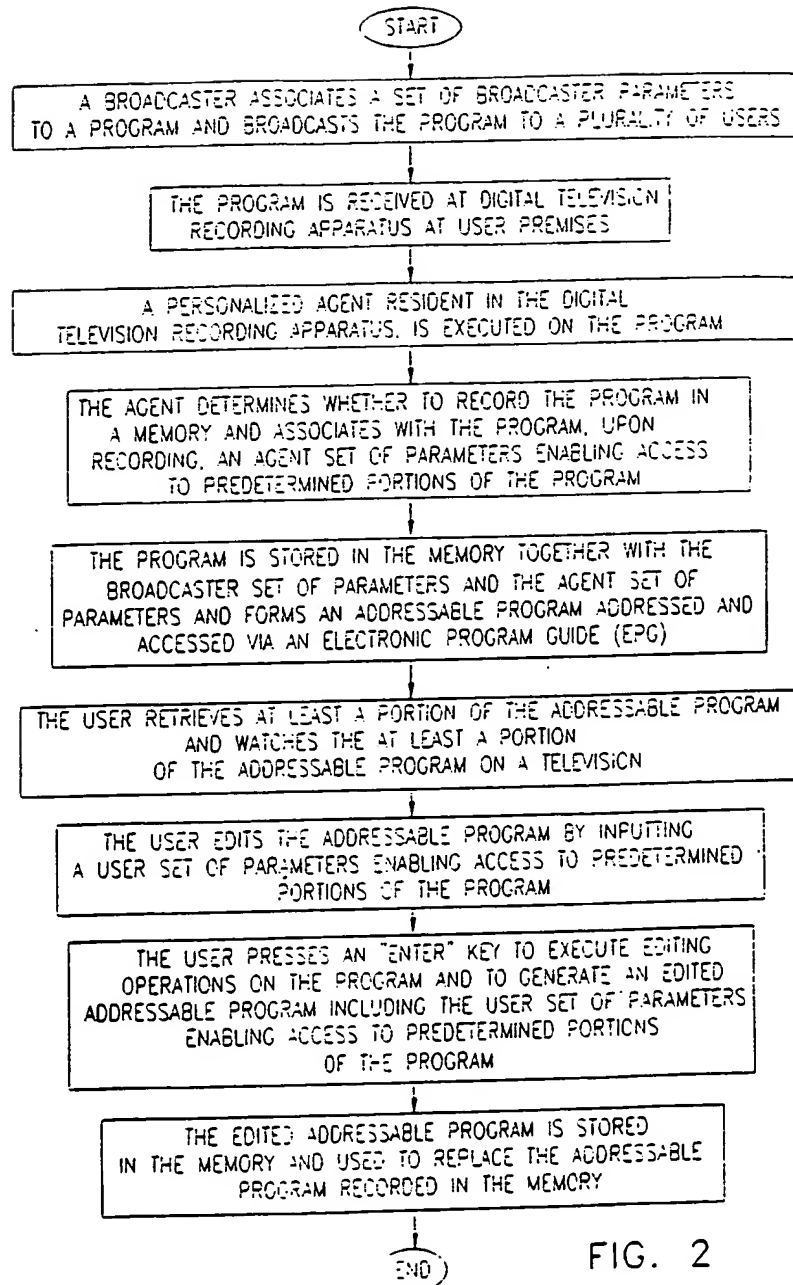 START
A BROADCASTER ASSOCIATES A SET OF BROADCASTER PARAMETERS
TO A PROGRAM AND BROADCASTS THE PROGRAM TO A PLURALITY OF USERS
THE PROGRAM IS RECEIVED AT DIGITAL TELEVISION
RECORDING APPARATUS AT USER PREMISES
A PERSONALIZED AGENT RESIDENT IN THE DIGITAL
TELEVISION RECORDING APPARATUS, IS EXECUTED ON THE PROGRAM
THE AGENT DETERMINES WHETHER TO RECORD THE PROGRAM IN
A MEMORY AND ASSOCIATES WITH THE PROGRAM, UPON
RECORDING, AN AGENT SET OF PARAMETERS ENABLING ACCESS
TO PREDETERMINED PORTIONS OF THE PROGRAM
THE PROGRAM IS STORED IN THE MEMORY TOGETHER WITH THE
BROADCASTER SET OF PARAMETERS AND THE AGENT SET OF
PARAMETERS AND FORMS AN ADDRESSABLE PROGRAM ADDRESSED AND
ACCESSED VIA AN ELECTRONIC PROGRAM GUIDE (EPG)
THE USER RETRIEVES AT LEAST A PORTION OF THE ADDRESSABLE PROGRAM
AND WATCHES THE AT LEAST A PORTION
OF THE ADDRESSABLE PROGRAM ON A TELEVISION
THE USER EDITS THE ADDRESSABLE PROGRAM BY INPUTTING
A USER SET OF PARAMETERS ENABLING ACCESS TO PREDETERMINED
PORTIONS OF THE PROGRAM
THE USER PRESSES AN "ENTER" KEY TO EXECUTE EDITING
OPERATIONS ON THE PROGRAM AND TO GENERATE AN EDITED
ADDRESSABLE PROGRAM INCLUDING THE USER SET OF PARAMETERS
ENABLING ACCESS TO PREDETERMINED PORTIONS
OF THE PROGRAM
THE EDITED ADDRESSABLE PROGRAM IS STORED
IN THE MEMORY AND USED TO REPLACE THE ADDRESSABLE
PROGRAM RECORDED IN THE MEMORY
END
FIG. 2